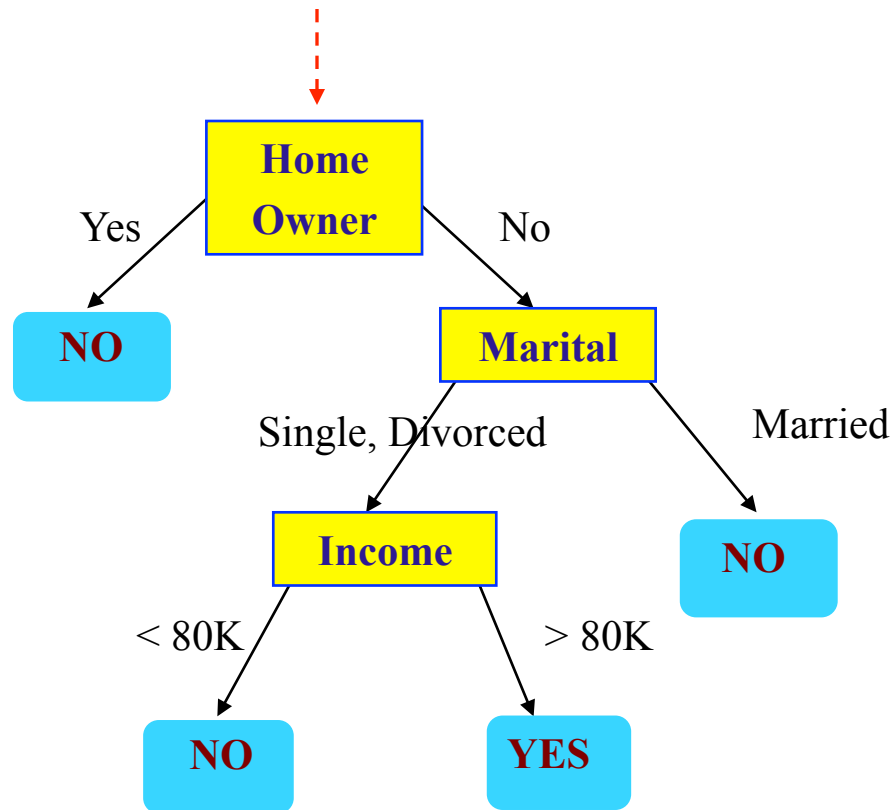 Home
Owner
Yes
No
NO
Marital
Single, Divorced
Married
Income
NO
< 80K
> 80K
NO
YES